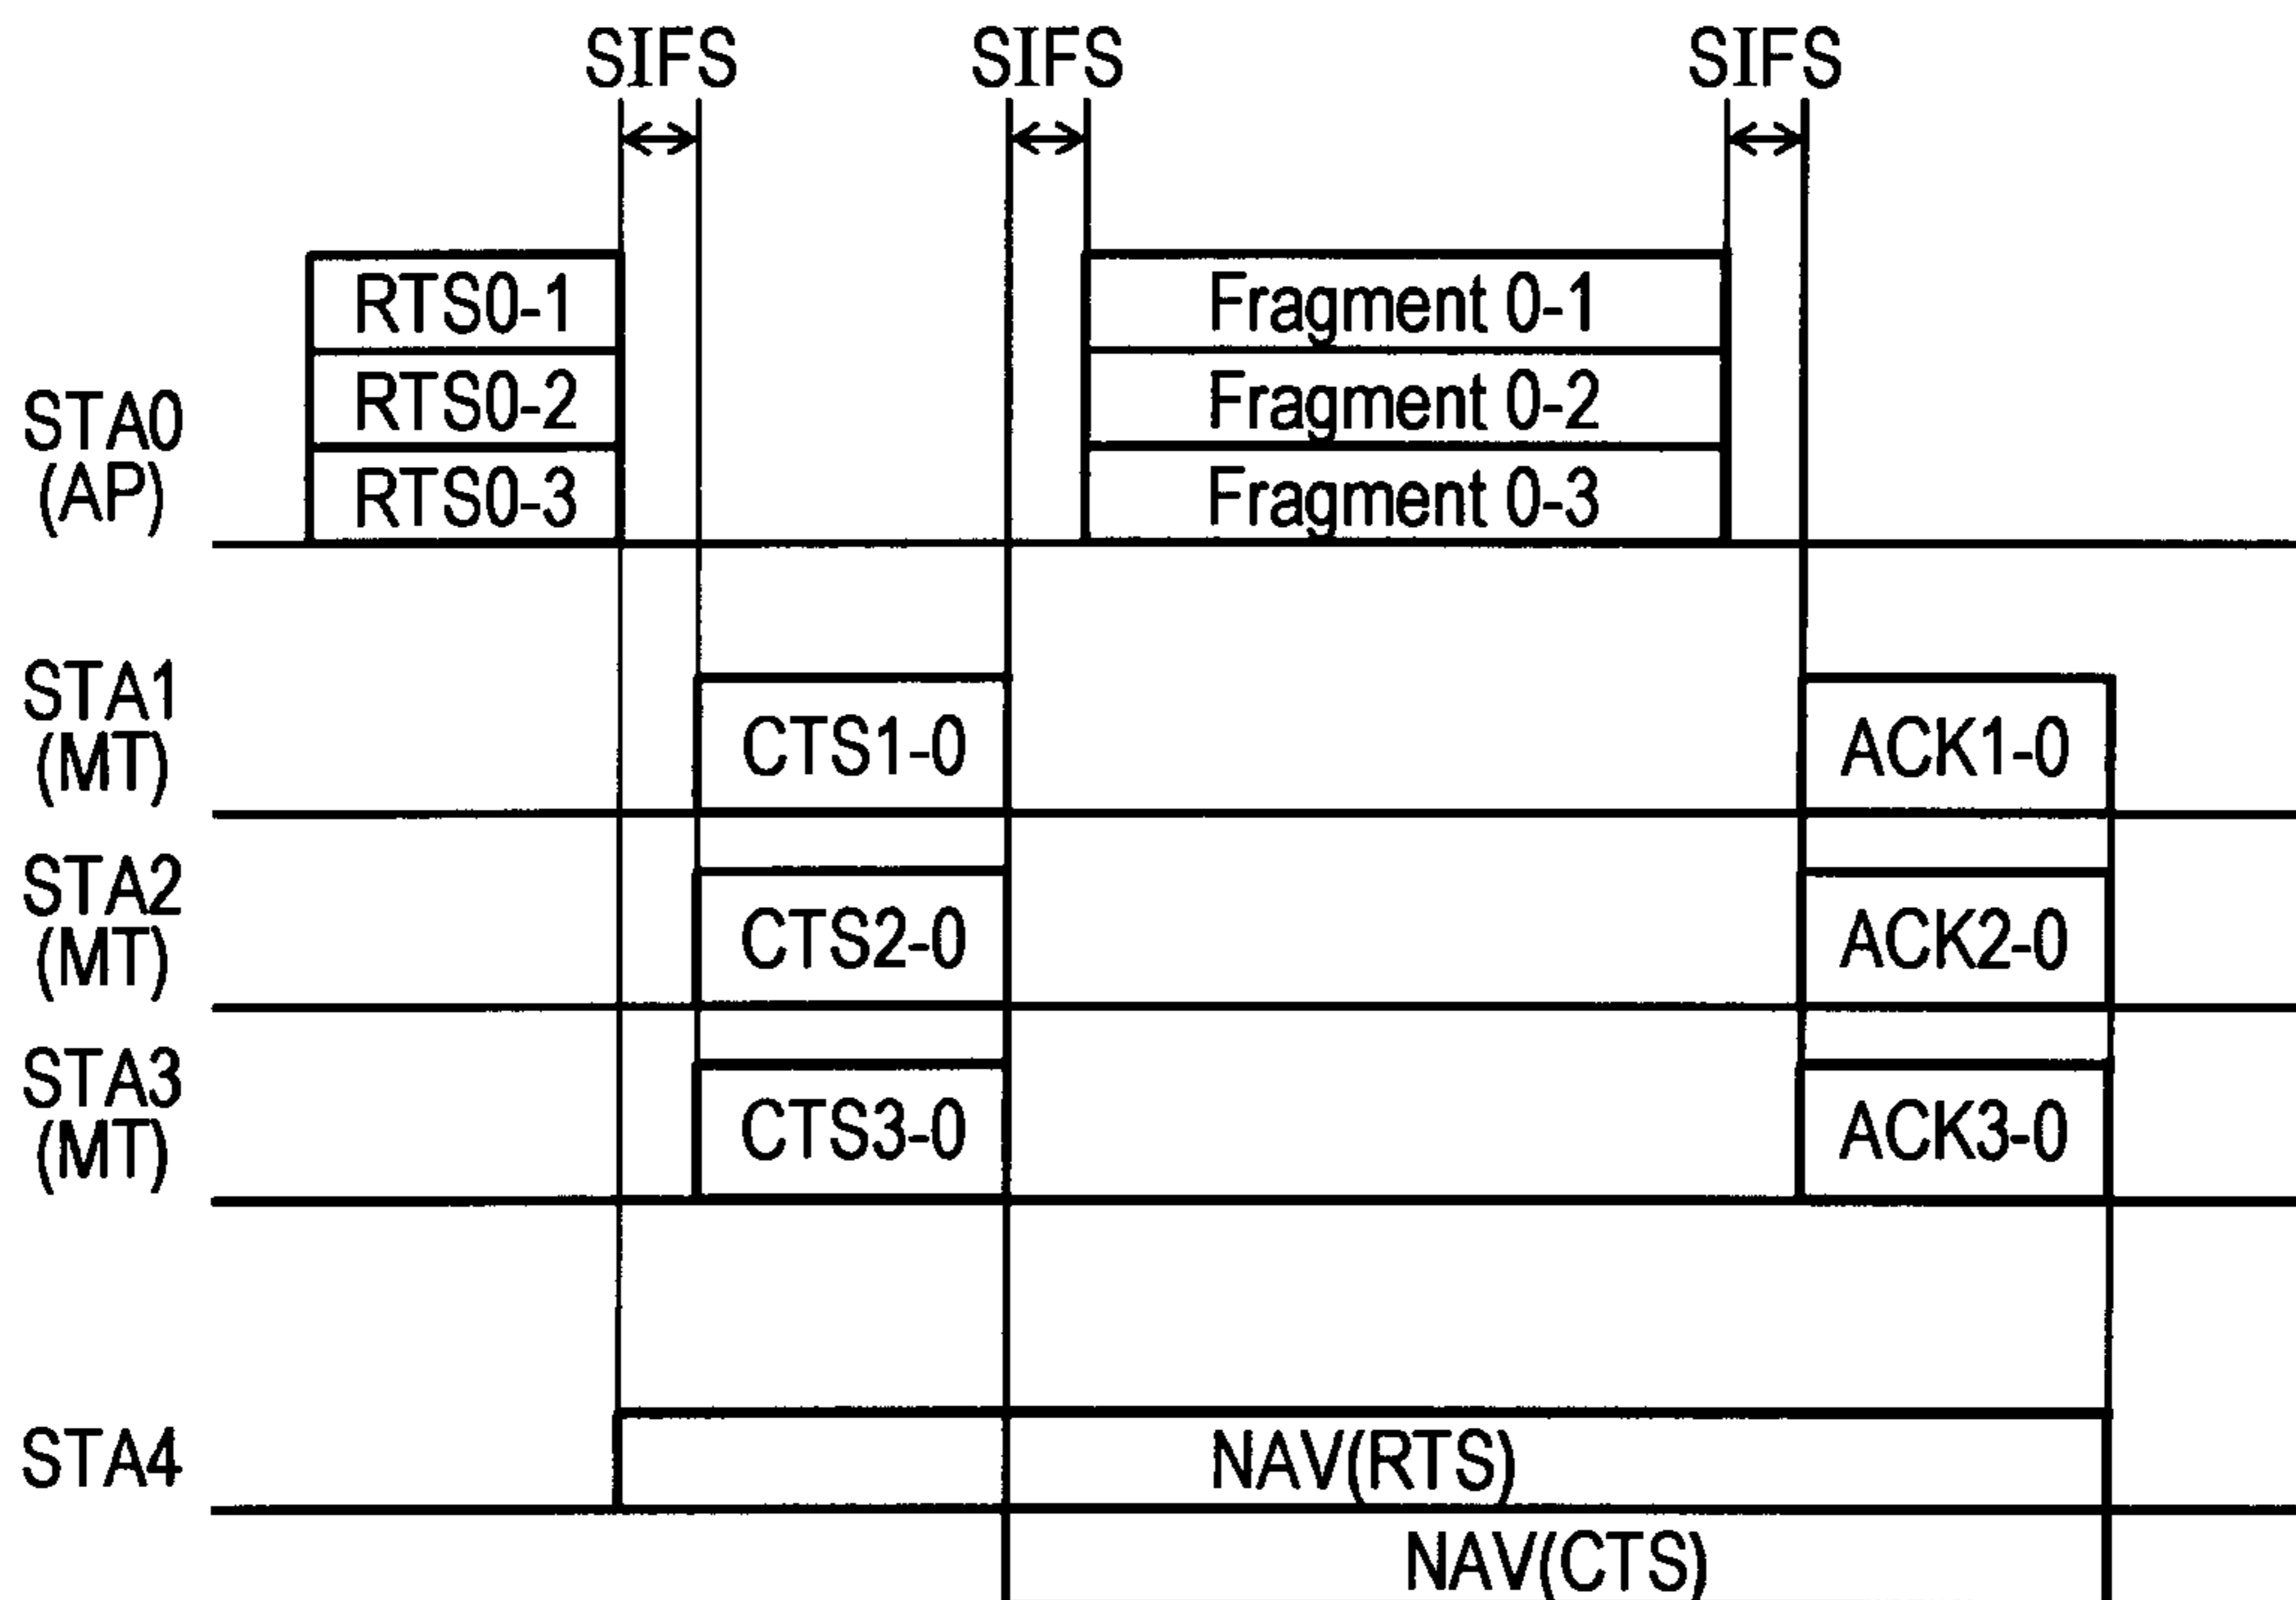 SIFS SIFS SIFS
RTS0-1 Fragment 0-1
RTS0-2 Fragment 0-2
STA0
(AP)
RTS0-3 Fragment 0-3
STA1
(MT)
CTS1-0 ACK1-0
STA2
(MT)
CTS2-0 ACK2-0
STA3
(MT)
CTS3-0 ACK3-0
STA4
NAV(RTS)
NAV(CTS)